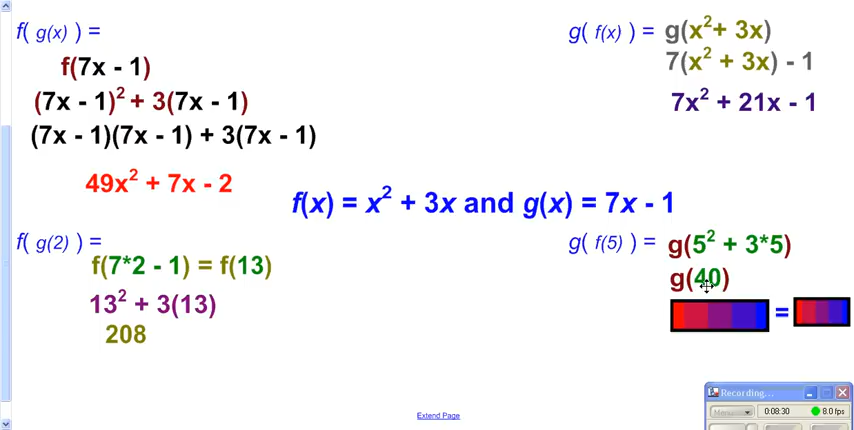 f( g(x) ) =
f(7x - 1)
(7x - 1)² + 3(7x - 1)
(7x - 1)(7x - 1) + 3(7x - 1)
49x² + 7x - 2
g( f(x) ) = g(x² + 3x)
7(x² + 3x) - 1
7x² + 21x - 1
f(x) = x² + 3x and g(x) = 7x - 1
f( g(2) ) =
f(7*2 - 1) = f(13)
13² + 3(13)
208
g( f(5) ) = g(5² + 3*5)
g(40)
=
Extend Page
Recording...
Menu
0:08:30
8.0 fps